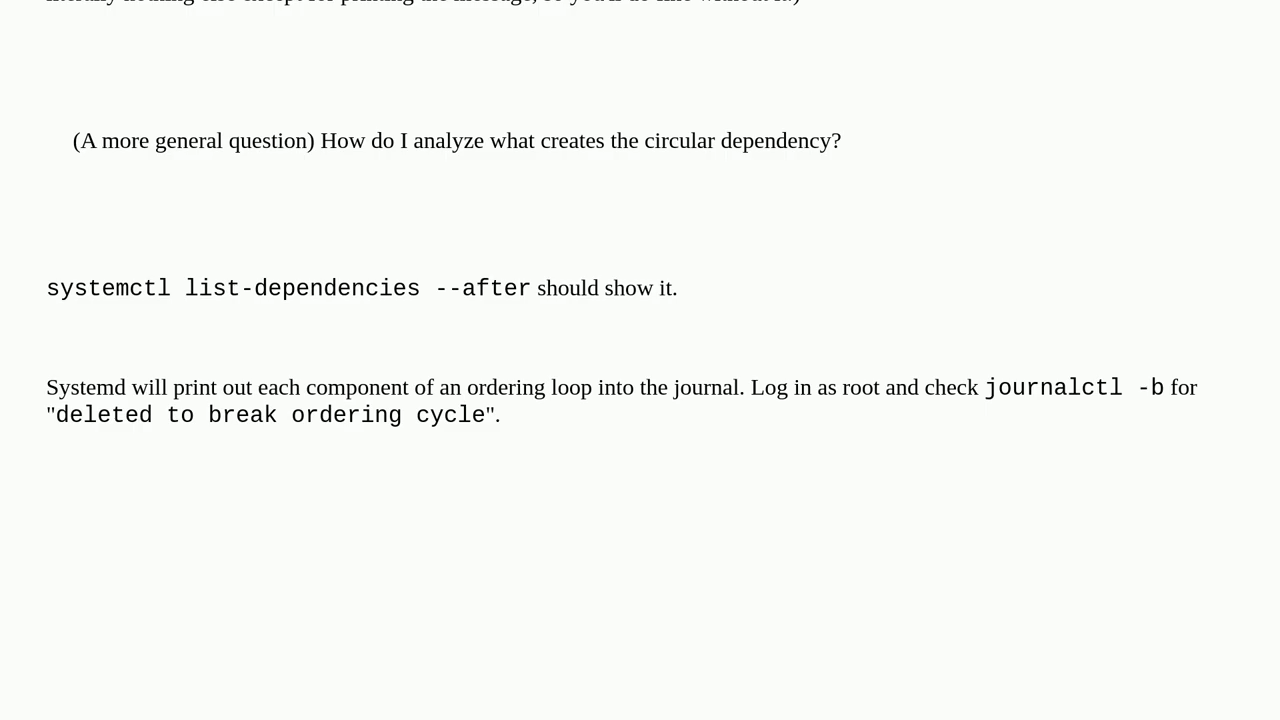 (A more general question) How do I analyze what creates the circular dependency?
systemctl list-dependencies --after should show it.
Systemd will print out each component of an ordering loop into the journal. Log in as root and check journalctl -b for
"deleted to break ordering cycle".